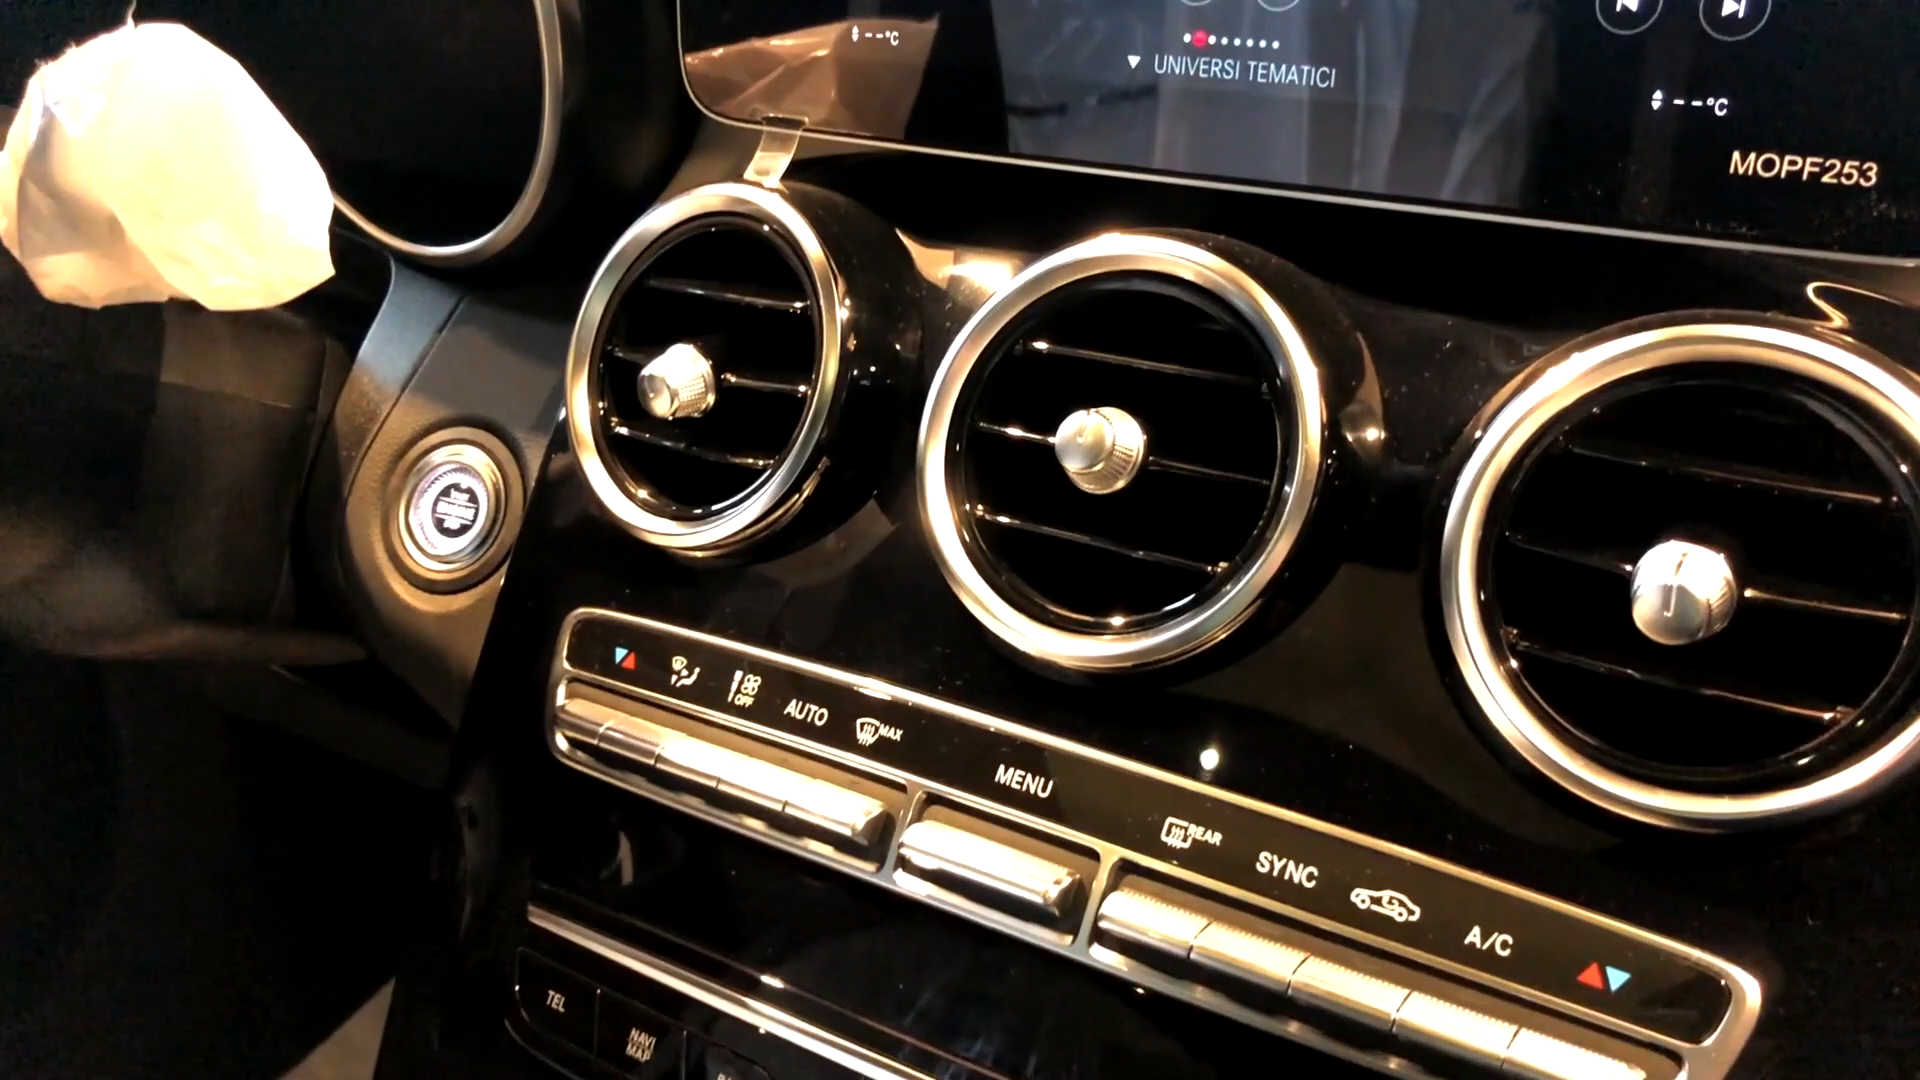 --°C
▼ UNIVERSI TEMATICI
--°C
MOPF253
OFF
AUTO
MAX
MENU
REAR
SYNC
A/C
TEL
NAVI
MAP